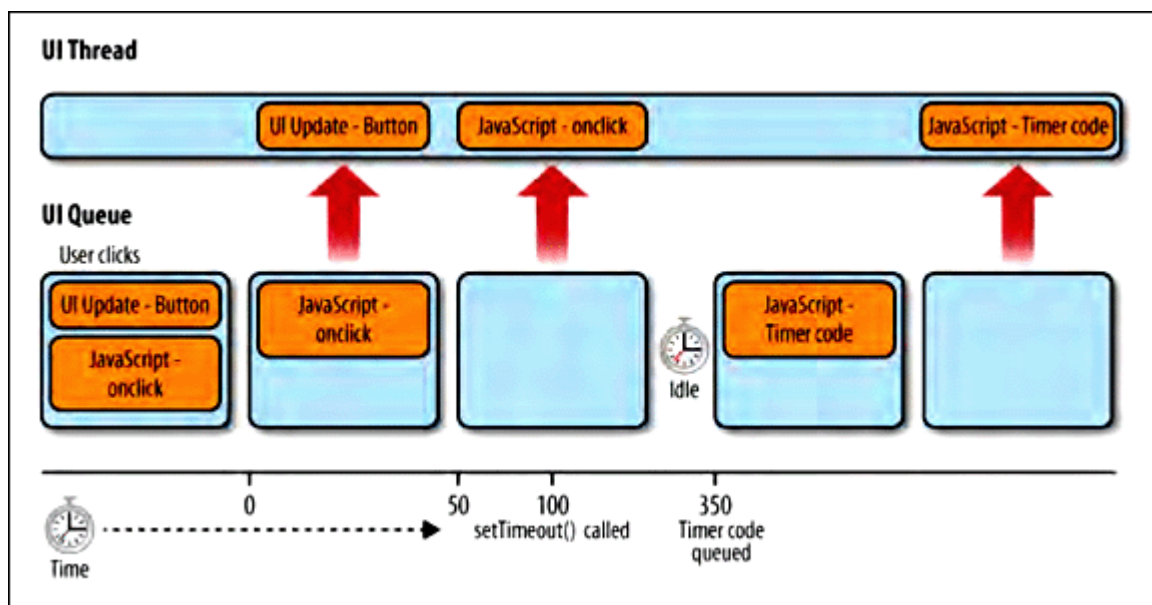 UI Thread
UI Update - Button
JavaScript - onclick
JavaScript - Timer code
UI Queue
User clicks
UI Update - Button
JavaScript -
onclick
JavaScript -
onclick
Idle
JavaScript -
Timer code
0
50
100
350
setTimeout() called
Timer code
queued
Time